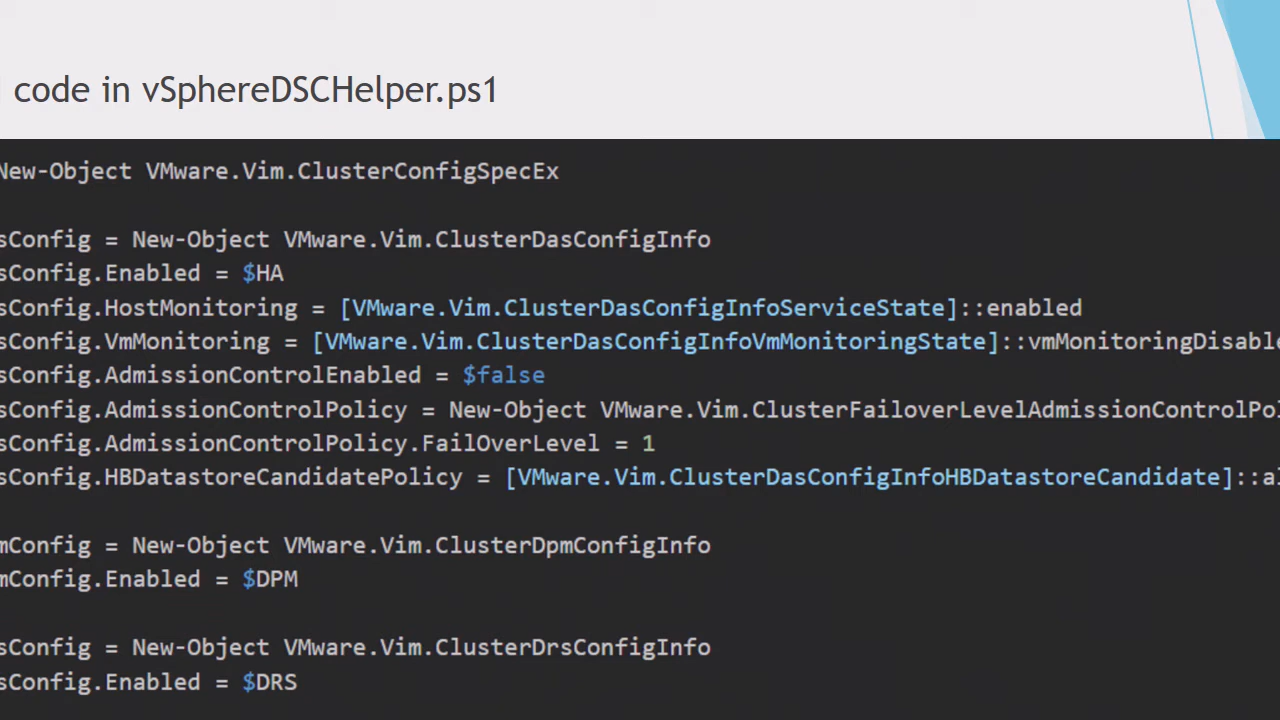 code in vSphereDSCHelper.ps1
New-Object VMware.Vim.ClusterConfigSpecEx
sConfig = New-Object VMware.Vim.ClusterDasConfigInfo
sConfig.Enabled = $HA
sConfig.HostMonitoring = [VMware.Vim.ClusterDasConfigInfoServiceState]::enabled
sConfig.VmMonitoring = [VMware.Vim.ClusterDasConfigInfoVmMonitoringState]::vmMonitoringDisable
sConfig.AdmissionControlEnabled = $false
sConfig.AdmissionControlPolicy = New-Object VMware.Vim.ClusterFailoverLevelAdmissionControlPol
sConfig.AdmissionControlPolicy.FailOverLevel = 1
sConfig.HBDatastoreCandidatePolicy = [VMware.Vim.ClusterDasConfigInfoHBDatastoreCandidate]::al
mConfig = New-Object VMware.Vim.ClusterDpmConfigInfo
mConfig.Enabled = $DPM
sConfig = New-Object VMware.Vim.ClusterDrsConfigInfo
sConfig.Enabled = $DRS